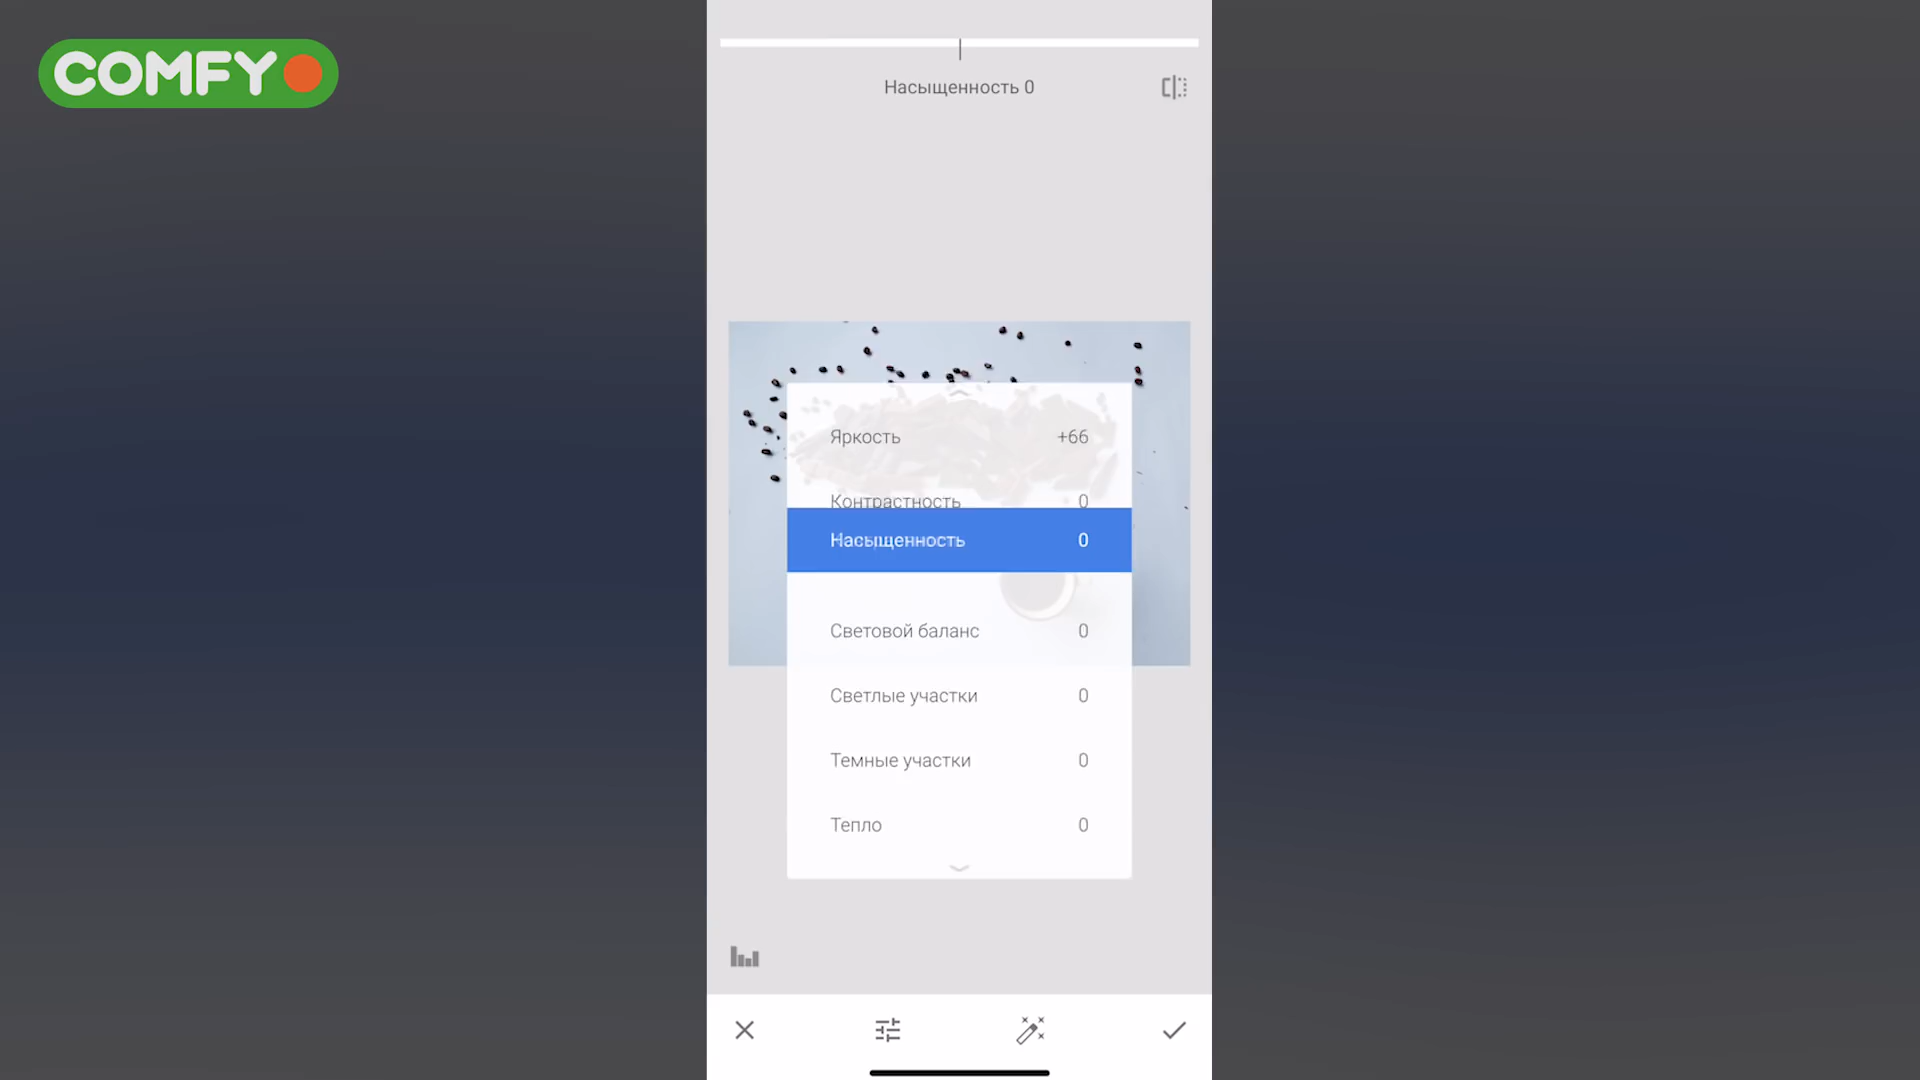 COMFY
Насыщенность 0
Яркость +66
Контрастность 0
Насыщенность 0
Световой баланс 0
Светлые участки 0
Темные участки 0
Тепло 0